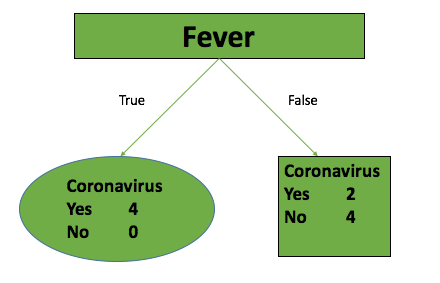 Fever
True
False
Coronavirus
Yes 4
No 0
Coronavirus
Yes 2
No 4